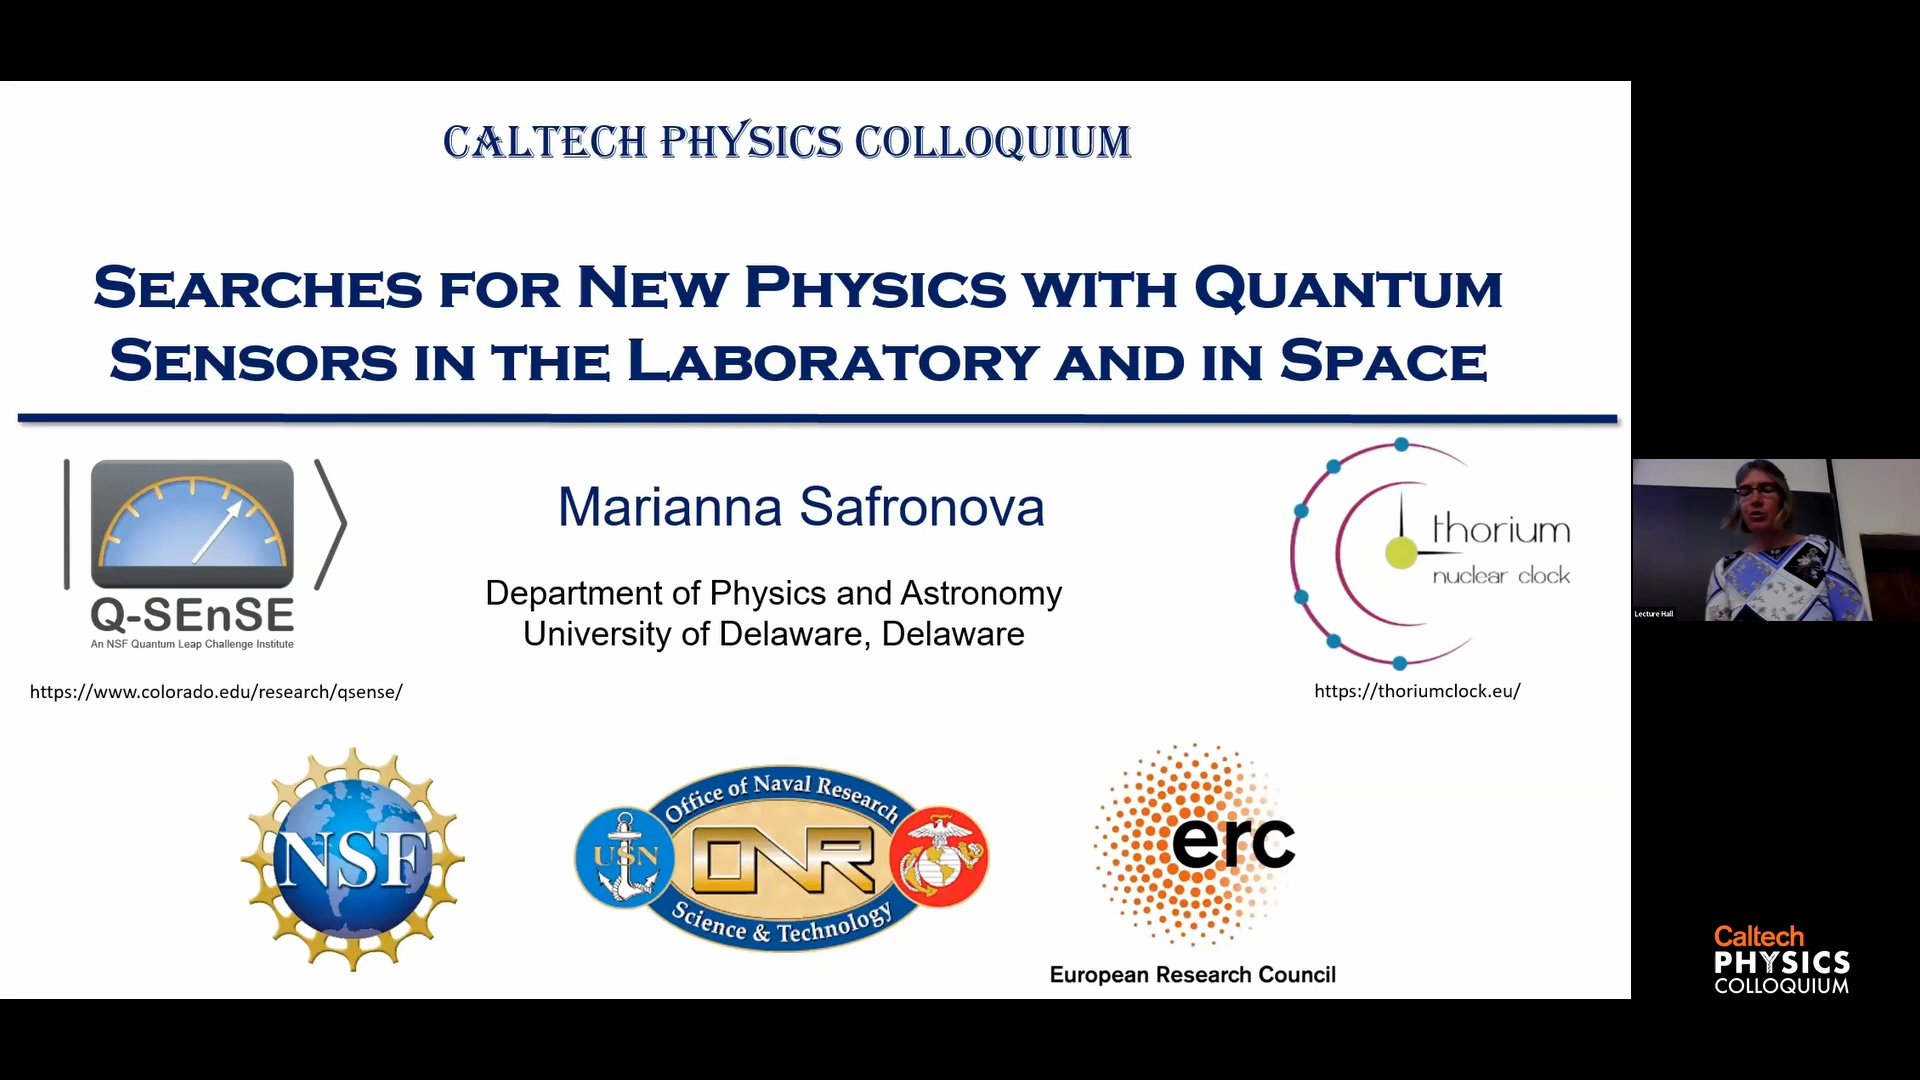 CALTECH PHYSICS COLLOQUIUM
SEARCHES FOR NEW PHYSICS WITH QUANTUM
SENSORS IN THE LABORATORY AND IN SPACE
Q-SEnSE
An NSF Quantum Leap Challenge Institute
https://www.colorado.edu/research/qsense/
Marianna Safronova
Department of Physics and Astronomy
University of Delaware, Delaware
thorium
nuclear clock
https://thoriumclock.eu/
Lecture Hall
NSF
Office of Naval Research
USN
ONR
Science & Technology
erc
European Research Council
Caltech
PHYSICS
COLLOQUIUM